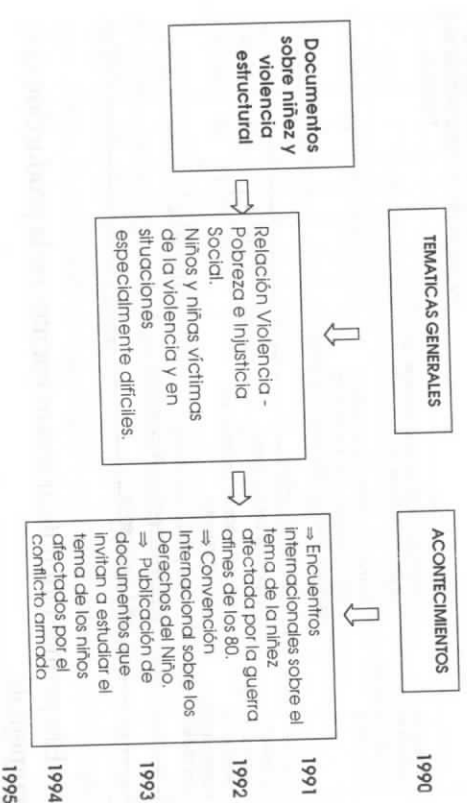 Documentos
sobre niñez y
violencia
estructural
TEMATICAS GENERALES
Relación Violencia -
Pobreza e Injusticia
Social.
Niños y niñas víctimas
de la violencia y en
situaciones
especialmente difíciles.
ACONTECIMIENTOS
⇒ Encuentros
internacionales sobre el
tema de la niñez
afectada por la guerra
afines de los 80.
⇒ Convención
Internacional sobre los
Derechos del Niño.
⇒ Publicación de
documentos que
invitan a estudiar el
tema de los niños
afectados por el
conflicto armado
1990
1991
1992
1993
1994
1995